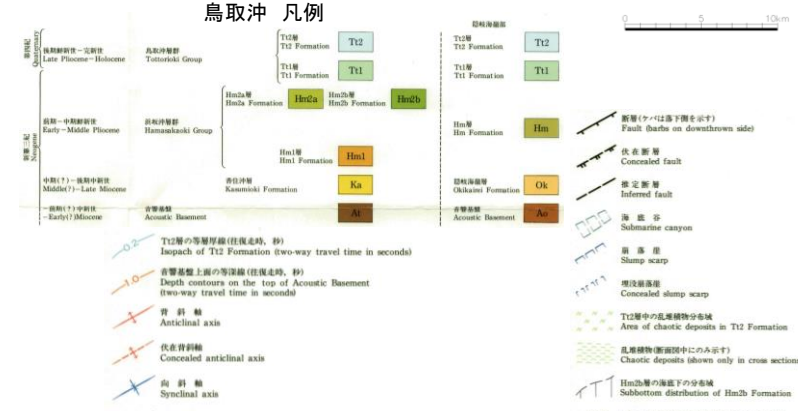 鳥取沖 凡例
隠岐海嶺部
0 5 10km
第四紀
Quaternary
後期鮮新世-完新世
Late Pliocene-Holocene
鳥取沖層群
Tottorioki Group
Tt2層
Tt2 Formation
Tt2
Tt1層
Tt1 Formation
Tt1
Tt2層
Tt2 Formation
Tt2
Tt1層
Tt1 Formation
Tt1
新第三紀
Neogene
前期-中期鮮新世
Early-Middle Pliocene
浜坂沖層群
Hamasakaoki Group
Hm2a層
Hm2a Formation
Hm2a
Hm2b層
Hm2b Formation
Hm2b
Hm1層
Hm1 Formation
Hm1
Hm層
Hm Formation
Hm
中期(?)-後期中新世
Middle(?)-Late Miocene
香住沖層
Kasumioki Formation
Ka
隠岐海嶺層
Okikairei Formation
Ok
-前期(?)中新世
-Early(?)Miocene
音響基盤
Acoustic Basement
At
音響基盤
Acoustic Basement
Ao
0.2
Tt2層の等層厚線(往復走時, 秒)
Isopach of Tt2 Formation (two-way travel time in seconds)
1.0
音響基盤上面の等深線(往復走時, 秒)
Depth contours on the top of Acoustic Basement
(two-way travel time in seconds)
背斜軸
Anticlinal axis
伏在背斜軸
Concealed anticlinal axis
向斜軸
Synclinal axis
断層(ケバは落下側を示す)
Fault (barbs on downthrown side)
伏在断層
Concealed fault
推定断層
Inferred fault
海底谷
Submarine canyon
崩落崖
Slump scarp
埋没崩落崖
Concealed slump scarp
Tt2層中の乱堆積物分布域
Area of chaotic deposits in Tt2 Formation
乱堆積物(断面図中にのみ示す)
Chaotic deposits (shown only in cross sections
Hm2b層の海底下の分布域
Subbottom distribution of Hm2b Formation